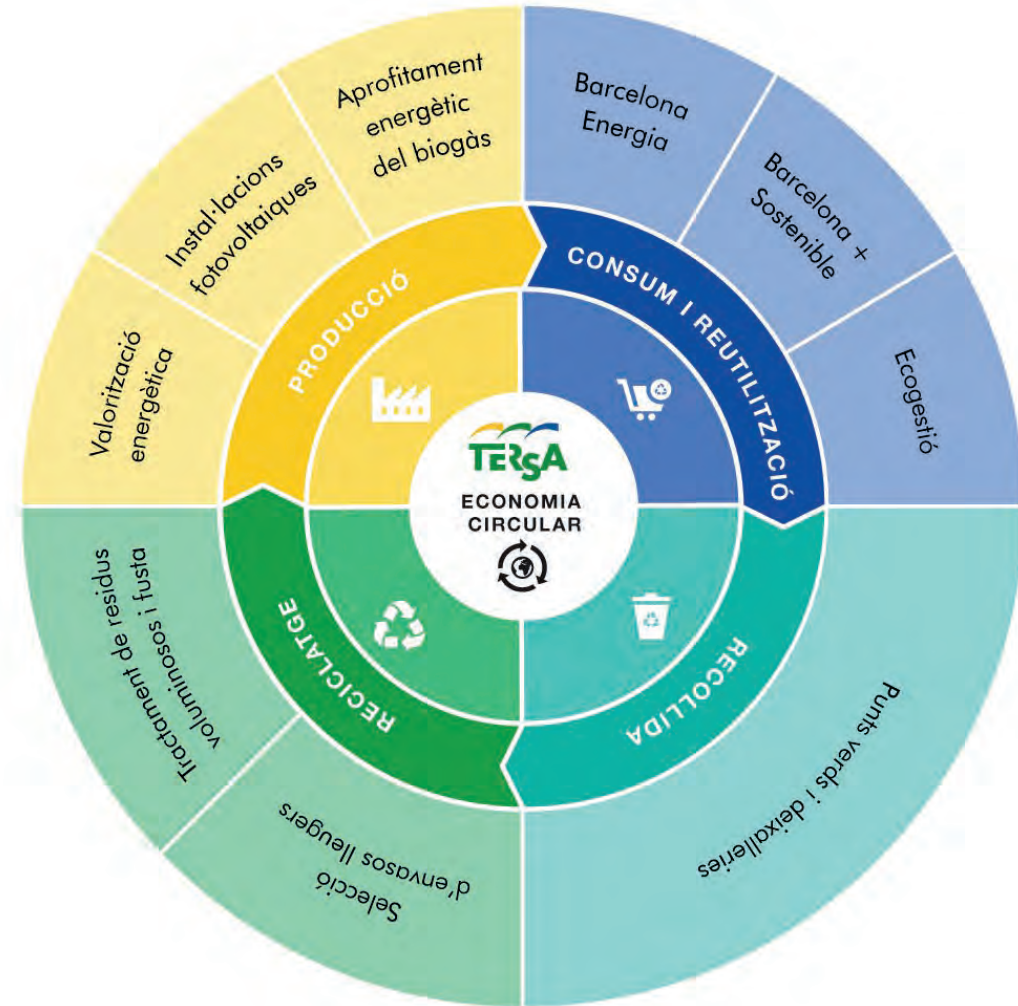 TERSA
ECONOMIA
CIRCULAR
PRODUCCIÓ
Valorització
energètica
Instal·lacions
fotovoltaiques
Aprofitament
energètic
del biogàs
CONSUM I REUTILITZACIÓ
Barcelona
Energia
Barcelona +
Sostenible
Ecogestió
RECOLLIDA
Punts verds i deixalleries
RECICLATGE
Selecció
d'envasos lleugers
Tractament de residus
voluminosos i fusta